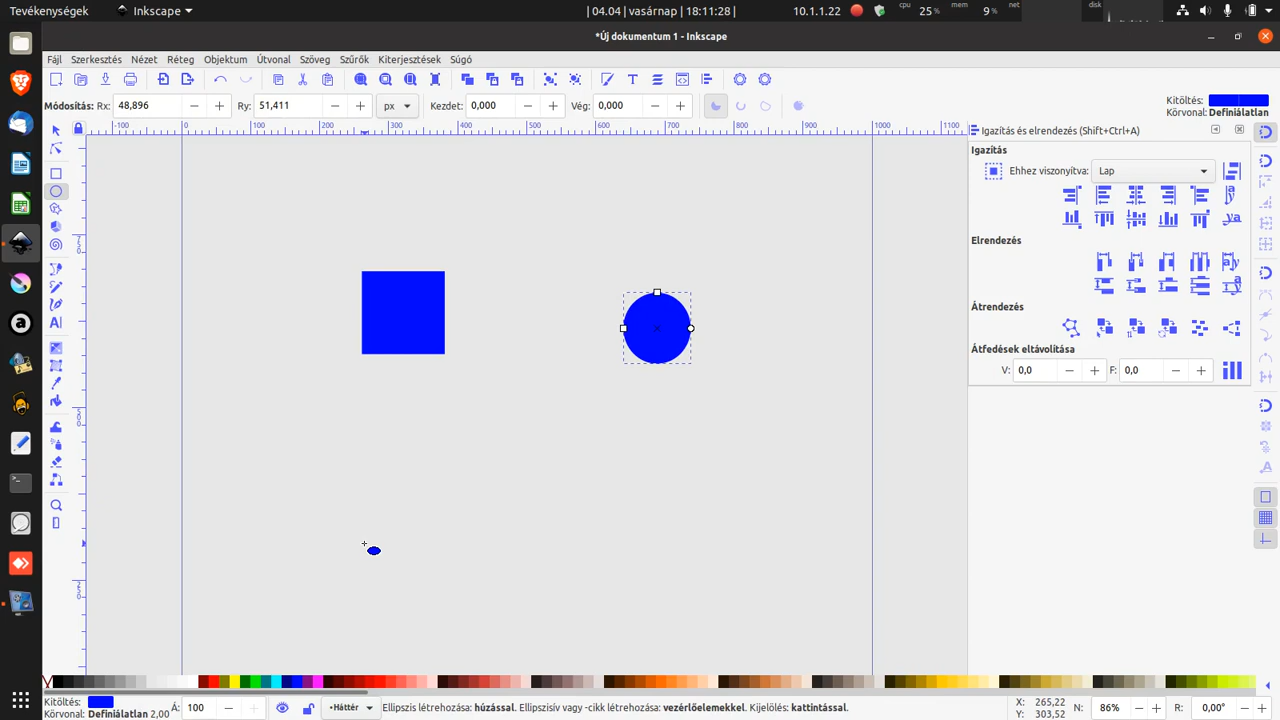 Tevékenységek
Inkscape
04.04 | vasárnap | 18:11:28
10.1.1.22
cpu 25%
mem 9%
net
disk
*Új dokumentum 1 - Inkscape
Fájl Szerkesztés Nézet Réteg Objektum Útvonal Szöveg Szűrők Kiterjesztések Súgó
Módosítás: Rx: 48,896 Ry: 51,411 px Kezdet: 0,000 Vég: 0,000
Kitöltés:
Körvonal: Definiálatlan
-100 0 100 200 300 400 500 600 700 800 900 1000 1100
750
500
250
Igazítás és elrendezés (Shift+Ctrl+A)
Igazítás
Ehhez viszonyítva: Lap
Elrendezés
Átrendezés
Átfedések eltávolítása
V: 0,0 F: 0,0
Kitöltés:
Körvonal: Definiálatlan 2,00
Á: 100
•Háttér
Ellipszis létrehozása: húzással. Ellipszisív vagy -cikk létrehozása: vezérlőelemekkel. Kijelölés: kattintással.
X: 265,22
Y: 303,52
N: 86%
R: 0,00°